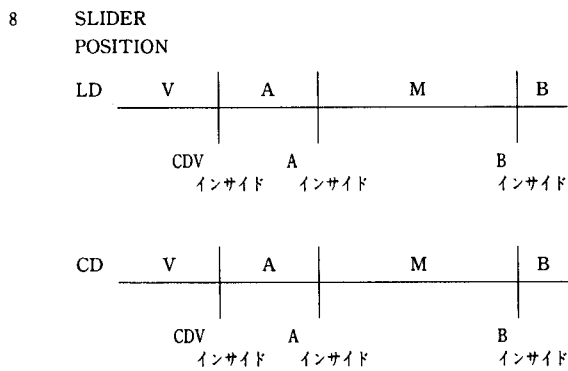 8 SLIDER
POSITION
LD V A M B
CDV A B
インサイド インサイド インサイド
CD V A M B
CDV A B
インサイド インサイド インサイド